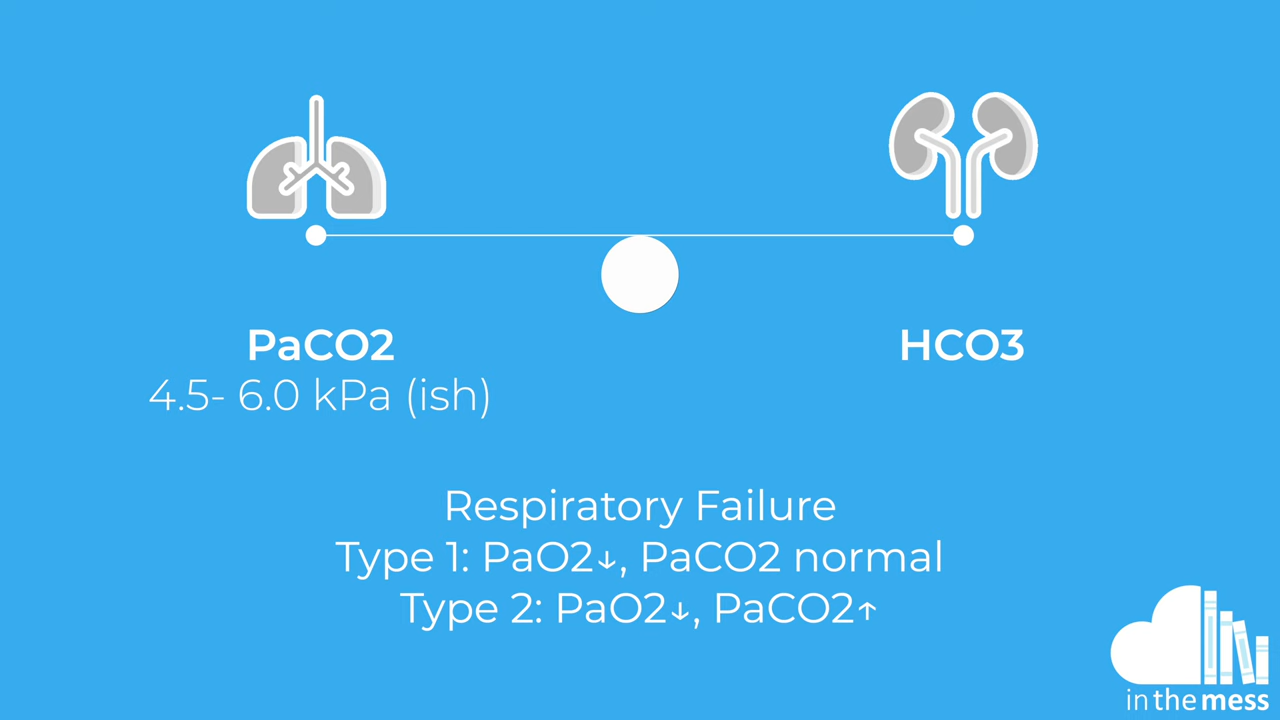 PaCO2
HCO3
4.5- 6.0 kPa (ish)
Respiratory Failure
Type 1: PaO2↓, PaCO2 normal
Type 2: PaO2↓, PaCO2↑
in the mess